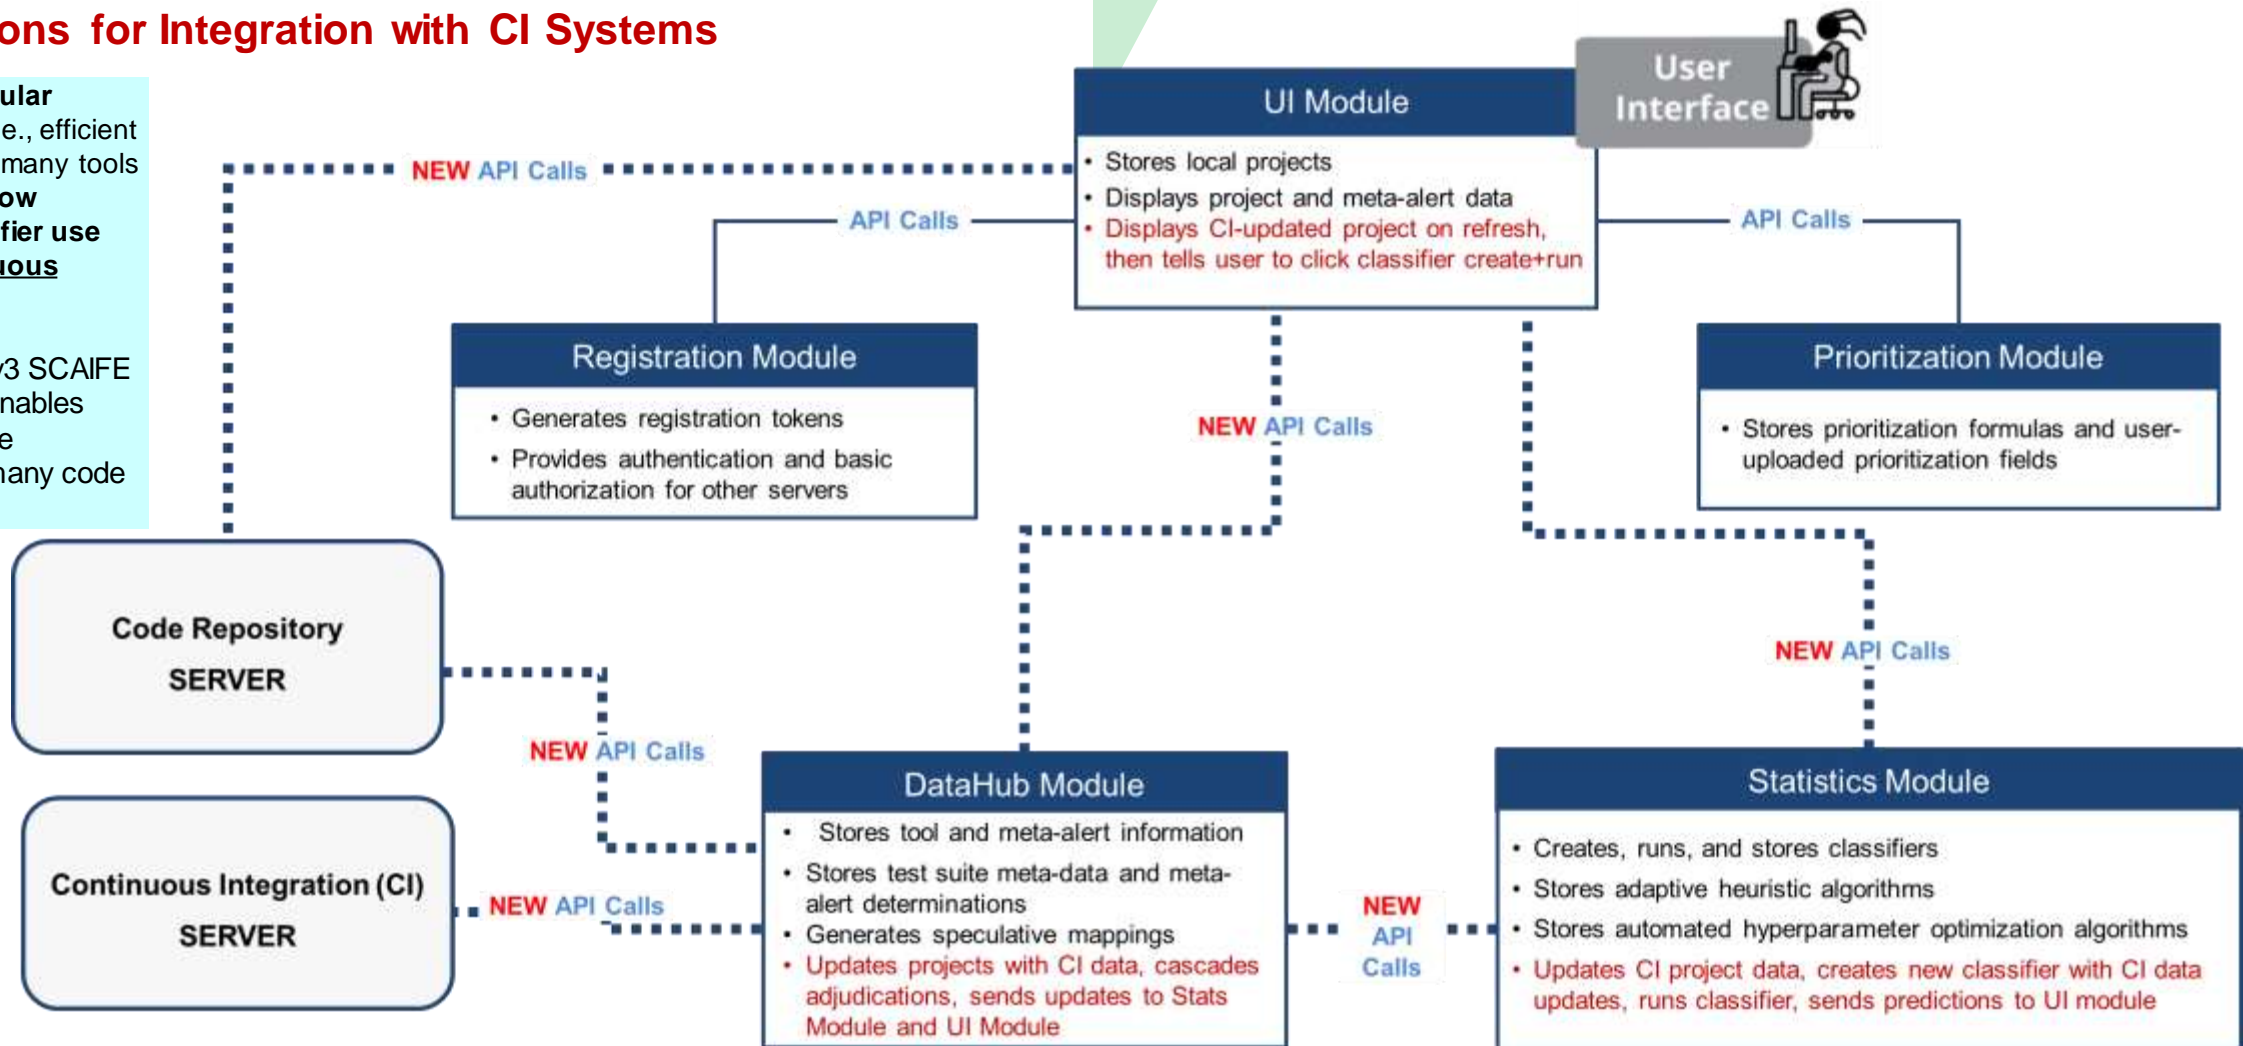 ons for Integration with CI Systems
ular
e., efficient
many tools
ow
fier use
uous
v3 SCAIFE
nables
e
many code
User
Interface
UI Module
• Stores local projects
• Displays project and meta-alert data
• Displays CI-updated project on refresh,
then tells user to click classifier create+run
NEW API Calls
API Calls
API Calls
Registration Module
• Generates registration tokens
• Provides authentication and basic
authorization for other servers
NEW API Calls
Prioritization Module
• Stores prioritization formulas and user-
uploaded prioritization fields
Code Repository
SERVER
NEW API Calls
NEW API Calls
Continuous Integration (CI)
SERVER
NEW API Calls
DataHub Module
• Stores tool and meta-alert information
• Stores test suite meta-data and meta-
alert determinations
• Generates speculative mappings
• Updates projects with CI data, cascades
adjudications, sends updates to Stats
Module and UI Module
NEW
API
Calls
Statistics Module
• Creates, runs, and stores classifiers
• Stores adaptive heuristic algorithms
• Stores automated hyperparameter optimization algorithms
• Updates CI project data, creates new classifier with CI data
updates, runs classifier, sends predictions to UI module